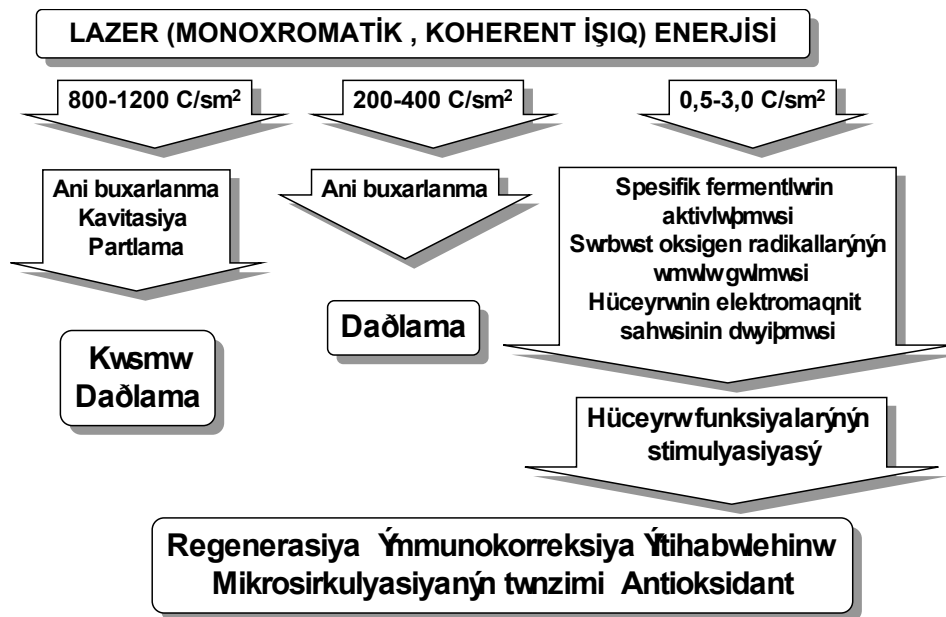 LAZER (MONOXROMATİK , KOHERENT İŞIQ) ENERJİSİ
800-1200 C/sm²
200-400 C/sm²
0,5-3,0 C/sm²
Ani buxarlanma
Kavitasiya
Partlama
Ani buxarlanma
Spesifik fermentlwrin
aktivlwþmwsi
Swrbwst oksigen radikallarýnýn
wmwlw gwlmwsi
Hüceyrwnin elektromaqnit
sahwsinin dwyiþmwsi
Kwsmw
Daðlama
Daðlama
Hüceyrw funksiyalarýnýn
stimulyasiyasý
Regenerasiya Ýmmunokorreksiya Ýltihabwlehinw
Mikrosirkulyasiyanýn twnzimi Antioksidant